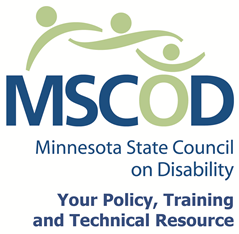 MSCOD
Minnesota State Council
on Disability
Your Policy, Training
and Technical Resource